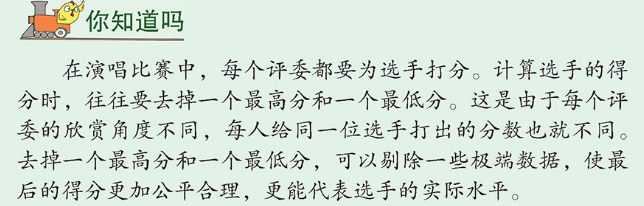 你知道吗
在演唱比赛中，每个评委都要为选手打分。计算选手的得
分时，往往要去掉一个最高分和一个最低分。这是由于每个评
委的欣赏角度不同，每人给同一位选手打出的分数也就不同。
去掉一个最高分和一个最低分，可以剔除一些极端数据，使最
后的得分更加公平合理，更能代表选手的实际水平。